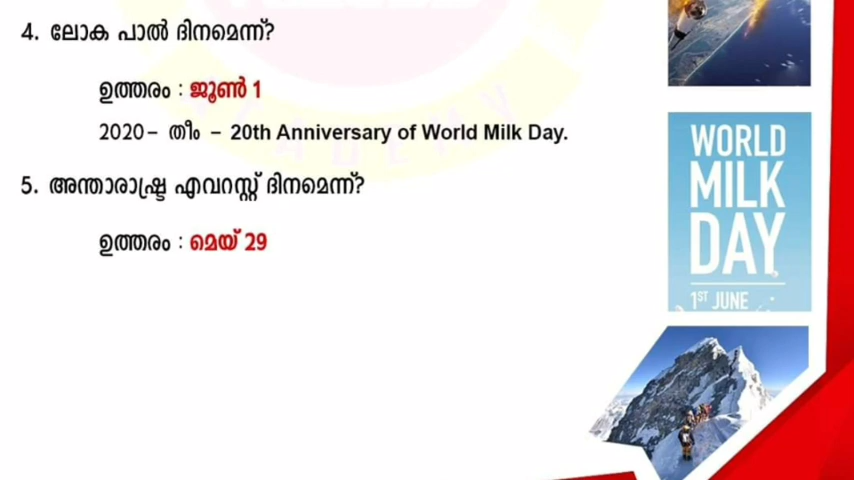 4. ലോക പാൽ ദിനമെന്ന്?
ഉത്തരം : ജൂൺ 1
2020 – തീം – 20th Anniversary of World Milk Day.
5. അന്താരാഷ്ട്ര എവറസ്റ്റ് ദിനമെന്ന്?
ഉത്തരം : മെയ് 29
WORLD
MILK
DAY
1ST JUNE